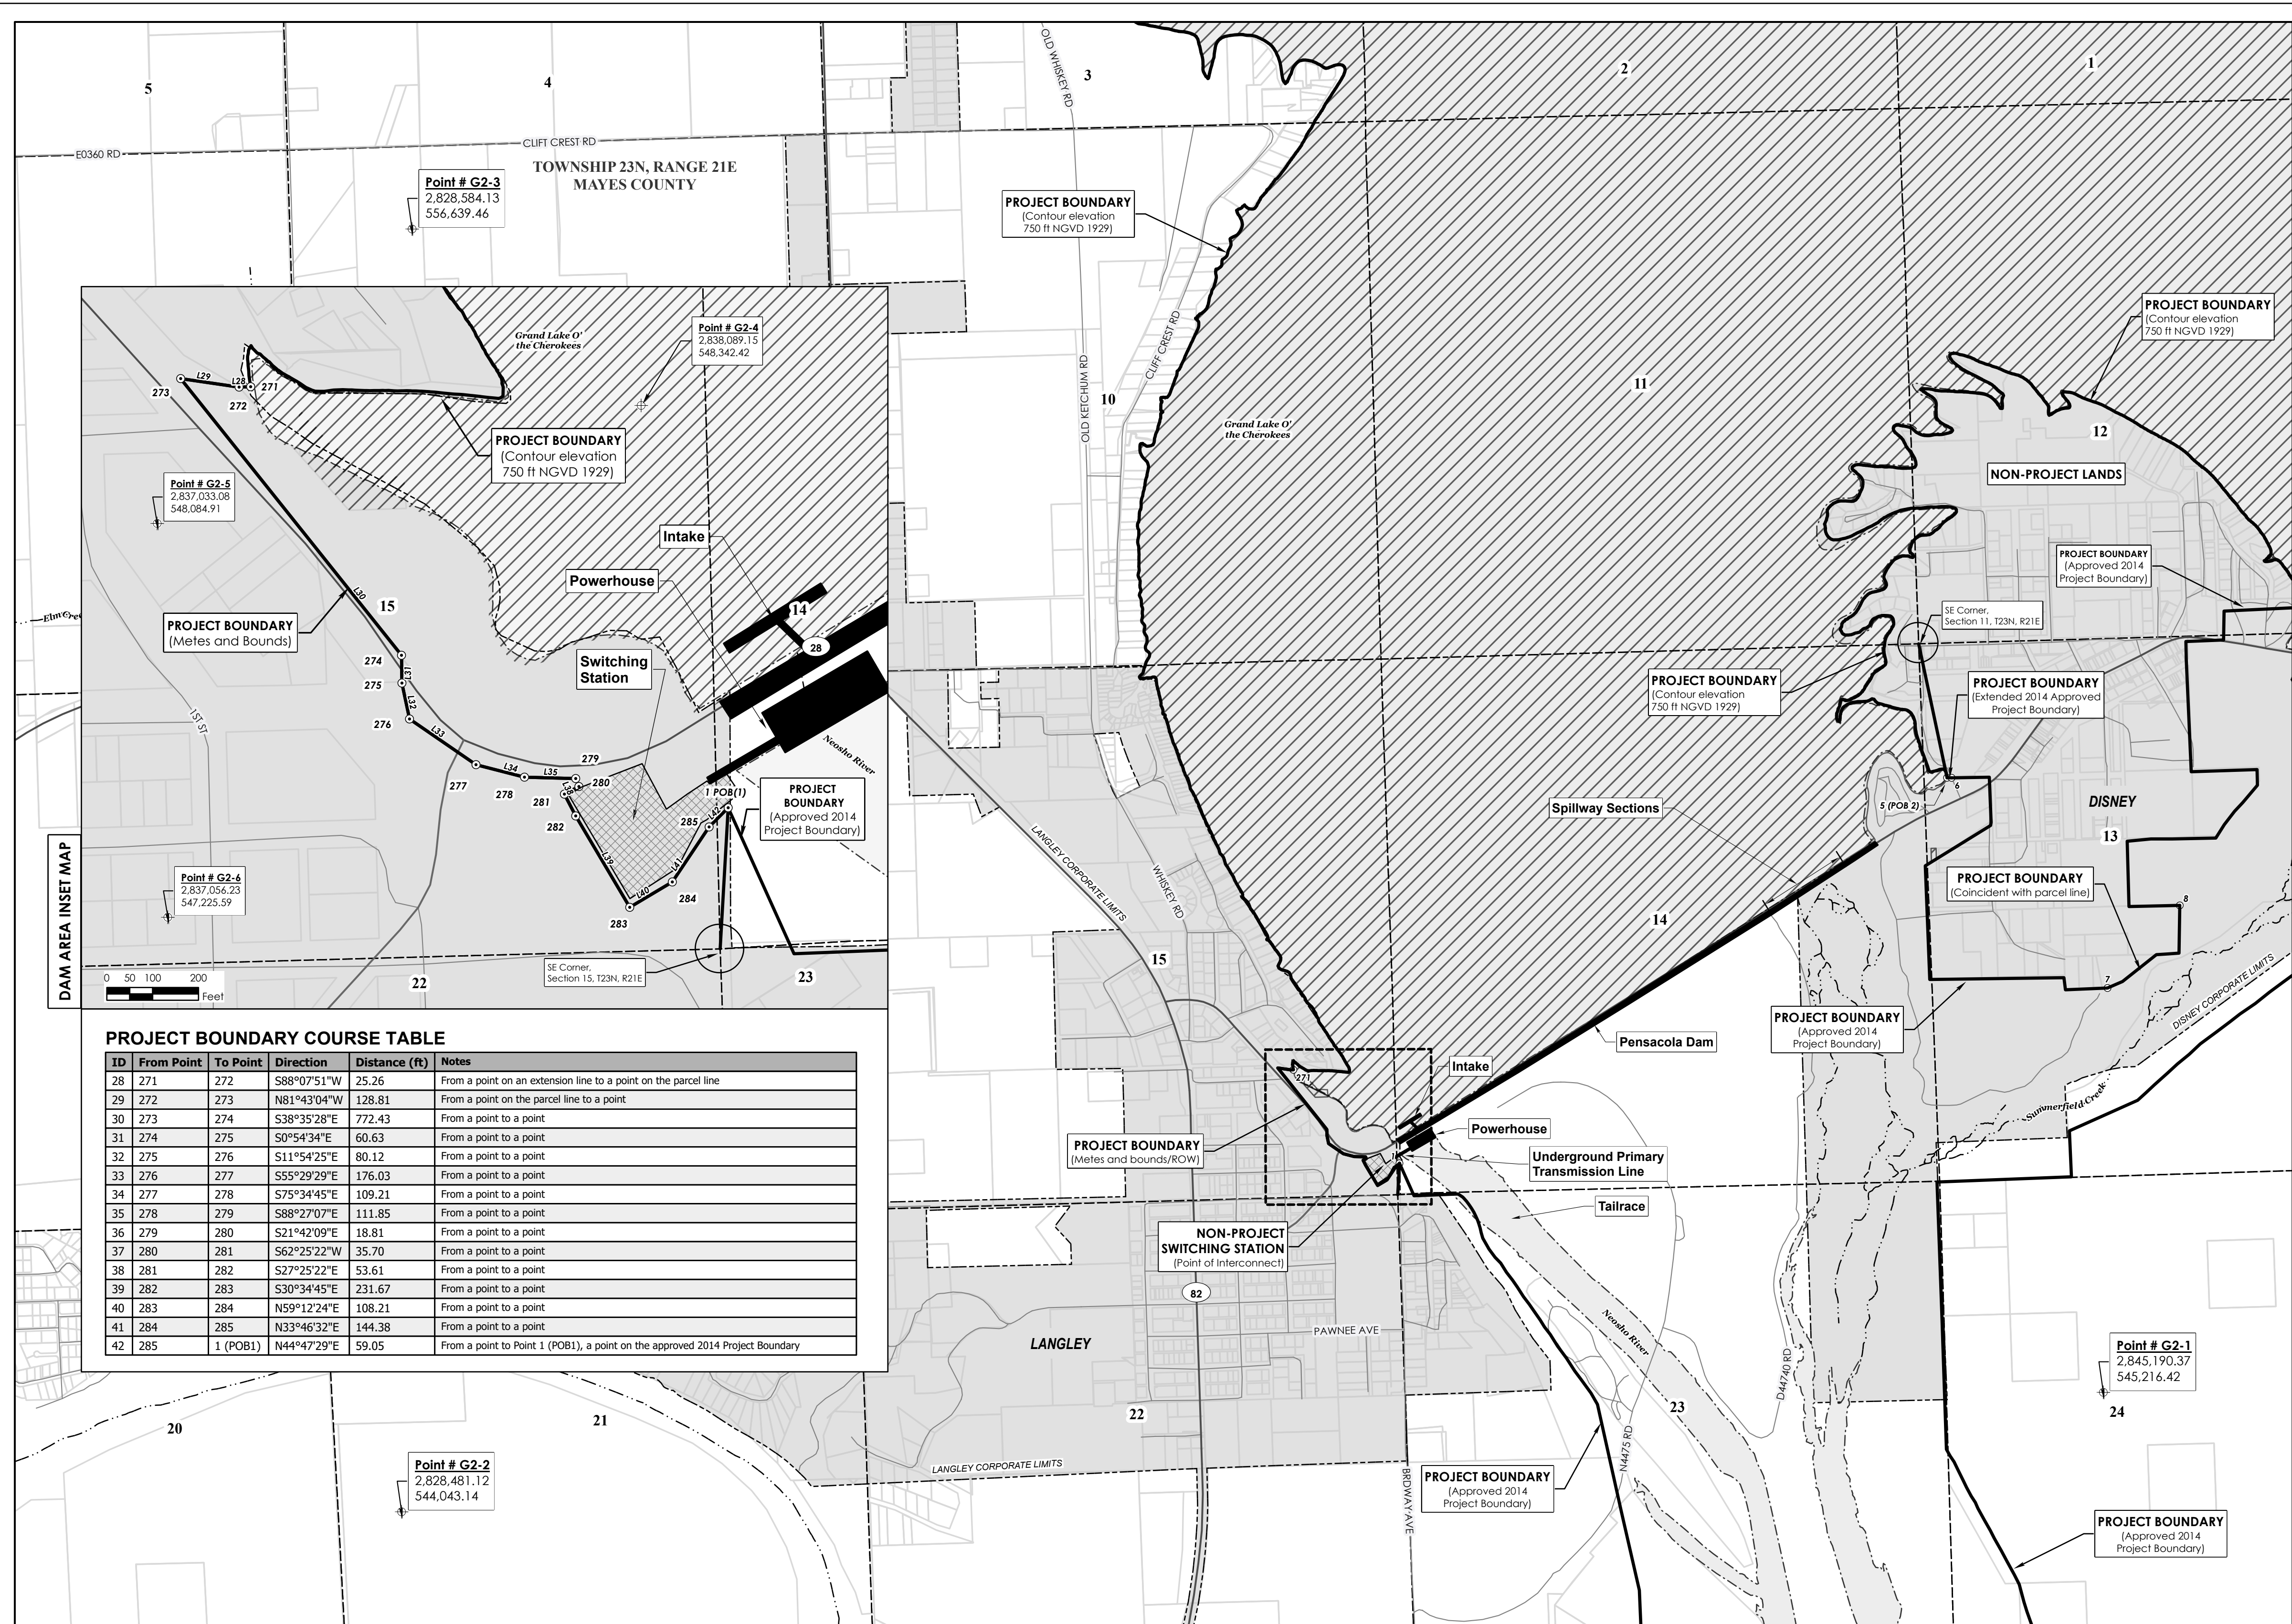 5
4
3
2
1
OLD WHISKEY RD
E0360 RD
CLIFT CREST RD
TOWNSHIP 23N, RANGE 21E
MAYES COUNTY
Point # G2-3
2,828,584.13
556,639.46
PROJECT BOUNDARY
(Contour elevation
750 ft NGVD 1929)
OLD KETCHUM RD
CLIFF CREST RD
10
Grand Lake O'
the Cherokees
11
PROJECT BOUNDARY
(Contour elevation
750 ft NGVD 1929)
12
NON-PROJECT LANDS
PROJECT BOUNDARY
(Approved 2014
Project Boundary)
SE Corner,
Section 11, T23N, R21E
PROJECT BOUNDARY
(Contour elevation
750 ft NGVD 1929)
PROJECT BOUNDARY
(Extended 2014 Approved
Project Boundary)
6
5 (POB 2)
DISNEY
13
Spillway Sections
PROJECT BOUNDARY
(Coincident with parcel line)
8
7
DISNEY CORPORATE LIMITS
14
PROJECT BOUNDARY
(Approved 2014
Project Boundary)
Pensacola Dam
Summerfield Creek
LANGLEY CORPORATE LIMITS
WHISKEY RD
15
271
Intake
Powerhouse
PROJECT BOUNDARY
(Metes and bounds/ROW)
Underground Primary
Transmission Line
Tailrace
NON-PROJECT
SWITCHING STATION
(Point of Interconnect)
82
PAWNEE AVE
LANGLEY
Neosho River
22
23
N4475 RD
D44740 RD
BRDWAY AVE
LANGLEY CORPORATE LIMITS
PROJECT BOUNDARY
(Approved 2014
Project Boundary)
Point # G2-1
2,845,190.37
545,216.42
24
PROJECT BOUNDARY
(Approved 2014
Project Boundary)
20
21
Point # G2-2
2,828,481.12
544,043.14
Elm Cree
DAM AREA INSET MAP
Grand Lake O'
the Cherokees
Point # G2-4
2,838,089.15
548,342.42
L29
L28
271
273
272
PROJECT BOUNDARY
(Contour elevation
750 ft NGVD 1929)
Point # G2-5
2,837,033.08
548,084.91
Intake
Powerhouse
14
28
L30
15
PROJECT BOUNDARY
(Metes and Bounds)
Switching
Station
274
L31
275
L32
276
L33
277
L34
278
L35
279
280
281
L38
282
1ST ST
Neosho River
1 POB(1)
PROJECT
BOUNDARY
(Approved 2014
Project Boundary)
285
L42
L39
L41
L40
284
283
Point # G2-6
2,837,056.23
547,225.59
SE Corner,
Section 15, T23N, R21E
22
23
0 50 100 200
Feet
PROJECT BOUNDARY COURSE TABLE
ID From Point To Point Direction Distance (ft) Notes
28 271 272 S88°07'51"W 25.26 From a point on an extension line to a point on the parcel line
29 272 273 N81°43'04"W 128.81 From a point on the parcel line to a point
30 273 274 S38°35'28"E 772.43 From a point to a point
31 274 275 S0°54'34"E 60.63 From a point to a point
32 275 276 S11°54'25"E 80.12 From a point to a point
33 276 277 S55°29'29"E 176.03 From a point to a point
34 277 278 S75°34'45"E 109.21 From a point to a point
35 278 279 S88°27'07"E 111.85 From a point to a point
36 279 280 S21°42'09"E 18.81 From a point to a point
37 280 281 S62°25'22"W 35.70 From a point to a point
38 281 282 S27°25'22"E 53.61 From a point to a point
39 282 283 S30°34'45"E 231.67 From a point to a point
40 283 284 N59°12'24"E 108.21 From a point to a point
41 284 285 N33°46'32"E 144.38 From a point to a point
42 285 1 (POB1) N44°47'29"E 59.05 From a point to Point 1 (POB1), a point on the approved 2014 Project Boundary